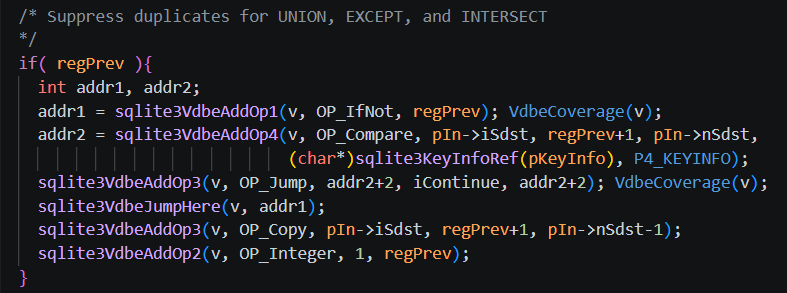 /* Suppress duplicates for UNION, EXCEPT, and INTERSECT
*/
if( regPrev ){
int addr1, addr2;
addr1 = sqlite3VdbeAddOp1(v, OP_IfNot, regPrev); VdbeCoverage(v);
addr2 = sqlite3VdbeAddOp4(v, OP_Compare, pIn->iSdst, regPrev+1, pIn->nSdst,
(char*)sqlite3KeyInfoRef(pKeyInfo), P4_KEYINFO);
sqlite3VdbeAddOp3(v, OP_Jump, addr2+2, iContinue, addr2+2); VdbeCoverage(v);
sqlite3VdbeJumpHere(v, addr1);
sqlite3VdbeAddOp3(v, OP_Copy, pIn->iSdst, regPrev+1, pIn->nSdst-1);
sqlite3VdbeAddOp2(v, OP_Integer, 1, regPrev);
}